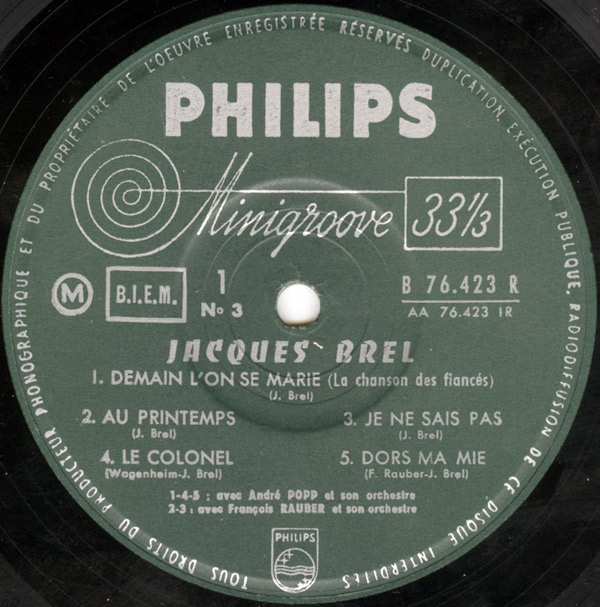 TOUS DROITS DU PRODUCTEUR PHONOGRAPHIQUE ET DU PROPRIÉTAIRE DE L'OEUVRE ENREGISTRÉE RÉSERVÉS DUPLICATION, EXÉCUTION PUBLIQUE, RADIODIFFUSION DE CE DISQUE INTERDITES
PHILIPS
Minigroove 33 1/3
M B.I.E.M. 1 B 76.423 R
No 3 AA 76.423 1R
JACQUES BREL
1. DEMAIN L'ON SE MARIE (La chanson des fiancés)
(J. Brel)
2. AU PRINTEMPS 3. JE NE SAIS PAS
(J. Brel) (J. Brel)
4. LE COLONEL 5. DORS MA MIE
(Wagenheim-J. Brel) (F. Rauber-J. Brel)
1-4-5 : avec André POPP et son orchestre
2-3 : avec François RAUBER et son orchestre
PHILIPS